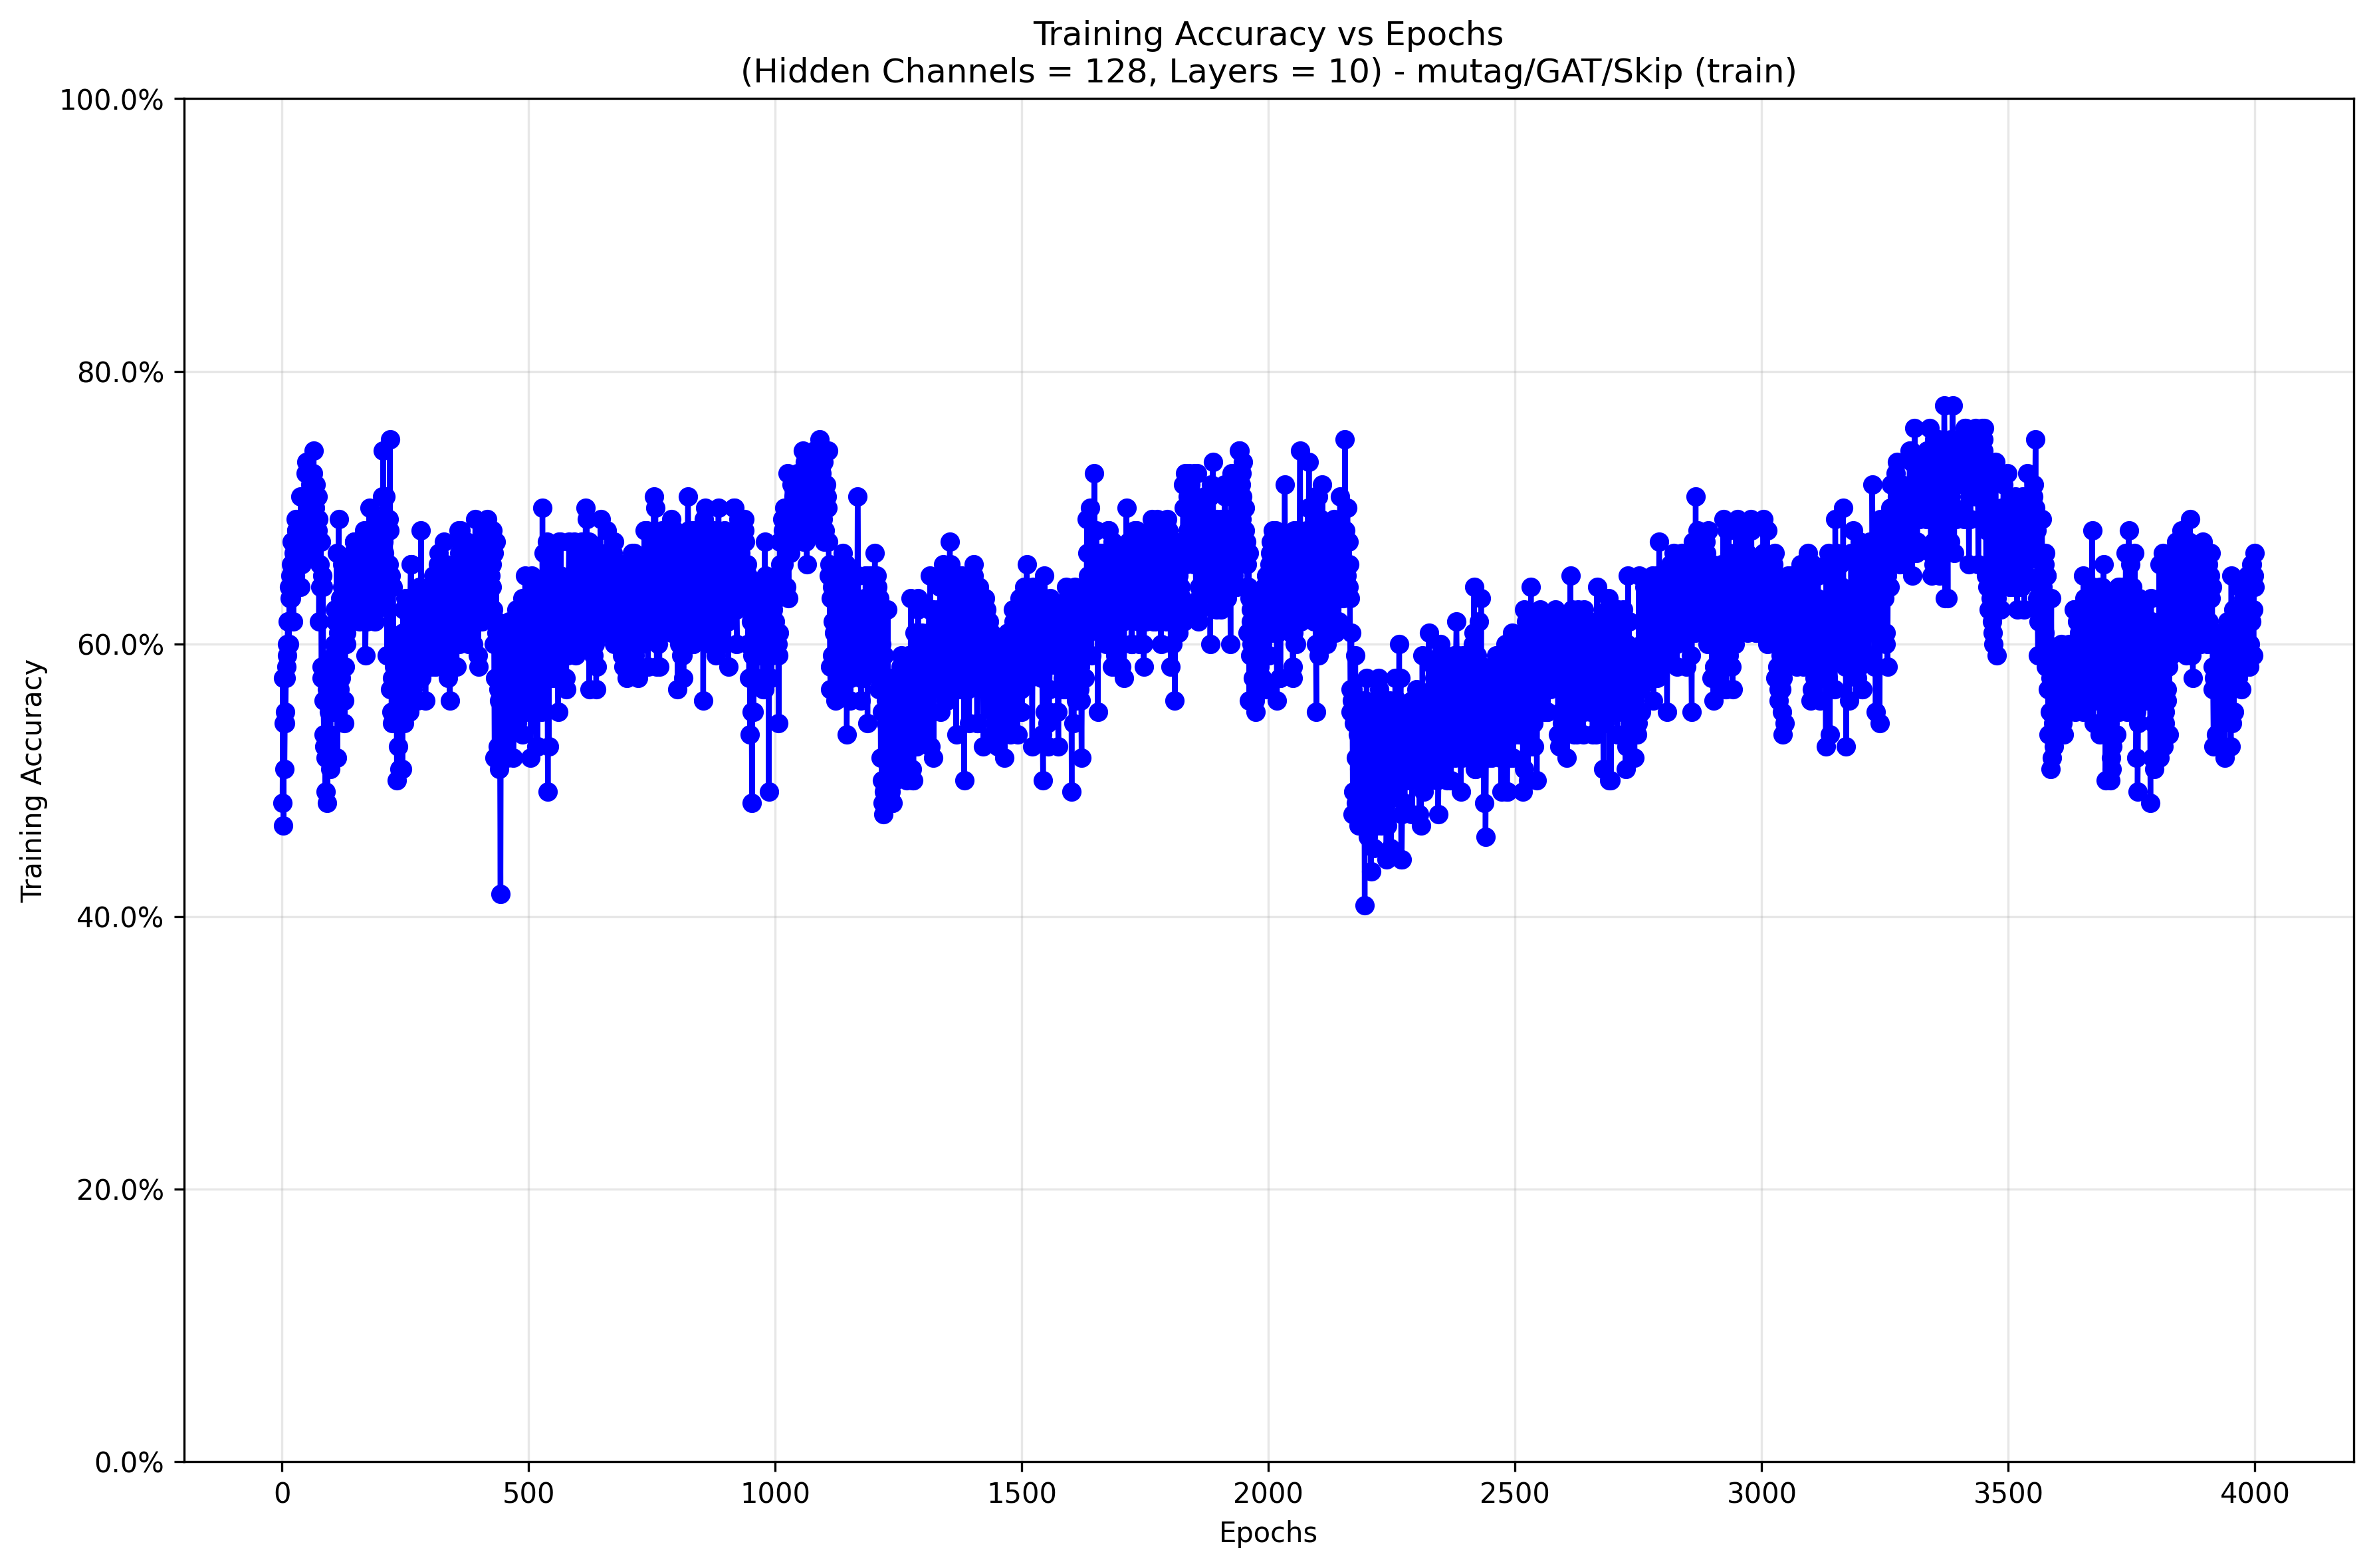 Training Accuracy vs Epochs
(Hidden Channels = 128, Layers = 10) - mutag/GAT/Skip (train)
100.0%
80.0%
60.0%
40.0%
20.0%
0.0%
Training Accuracy
0 500 1000 1500 2000 2500 3000 3500 4000
Epochs